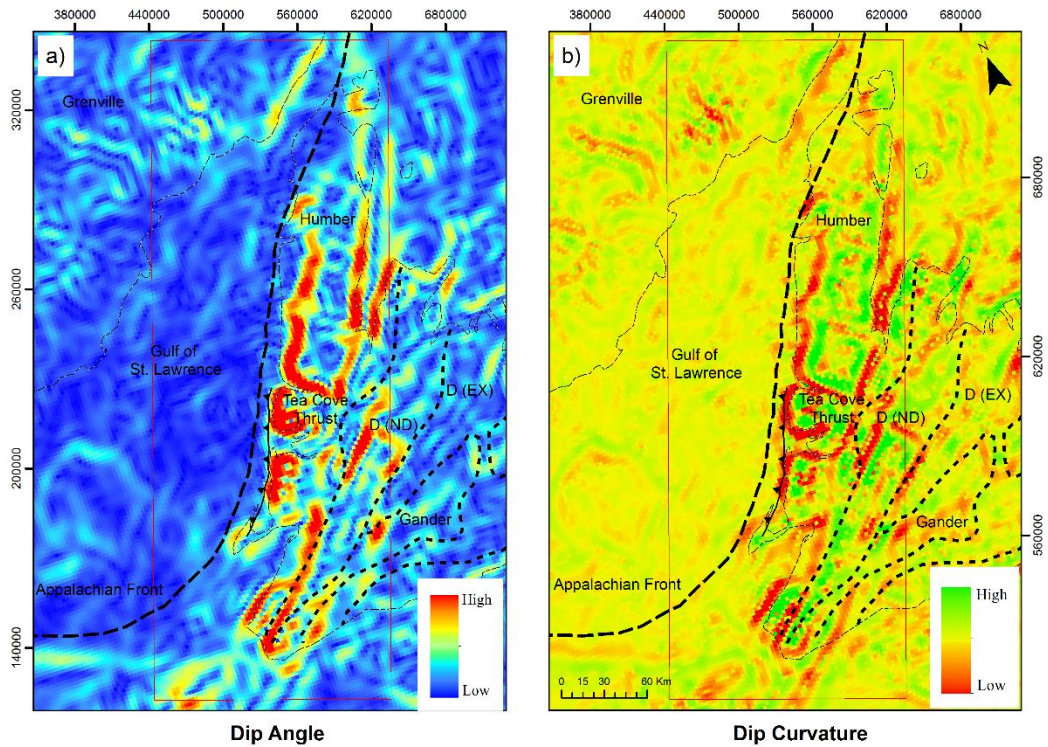 380000 440000 500000 560000 620000 680000
380000 440000 500000 560000 620000 680000
a)
b)
N
Grenville
Grenville
320000
680000
Humber
Humber
260000
620000
Gulf of
St. Lawrence
Gulf of
St. Lawrence
D (EX)
D (EX)
Tea Cove
Thrust
Tea Cove
Thrust
D (ND)
D (ND)
200000
560000
Gander
Gander
Appalachian Front
Appalachian Front
High
Low
High
Low
140000
0 15 30 60 Km
Dip Angle
Dip Curvature